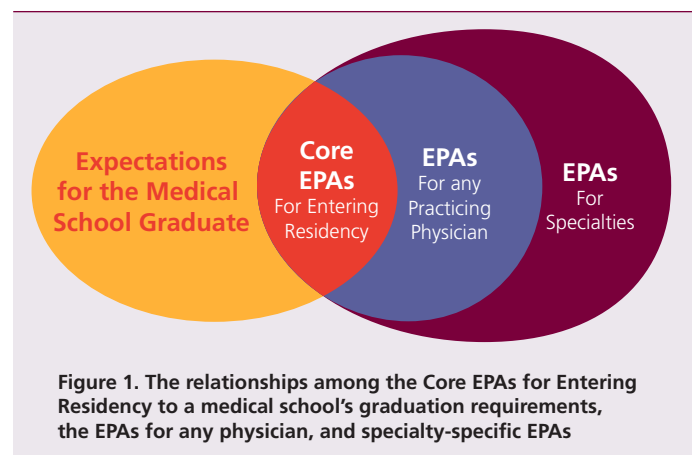 Expectations
for the Medical
School Graduate
Core
EPAs
For Entering
Residency
EPAs
For any
Practicing
Physician
EPAs
For
Specialties
Figure 1. The relationships among the Core EPAs for Entering
Residency to a medical school’s graduation requirements,
the EPAs for any physician, and specialty-specific EPAs